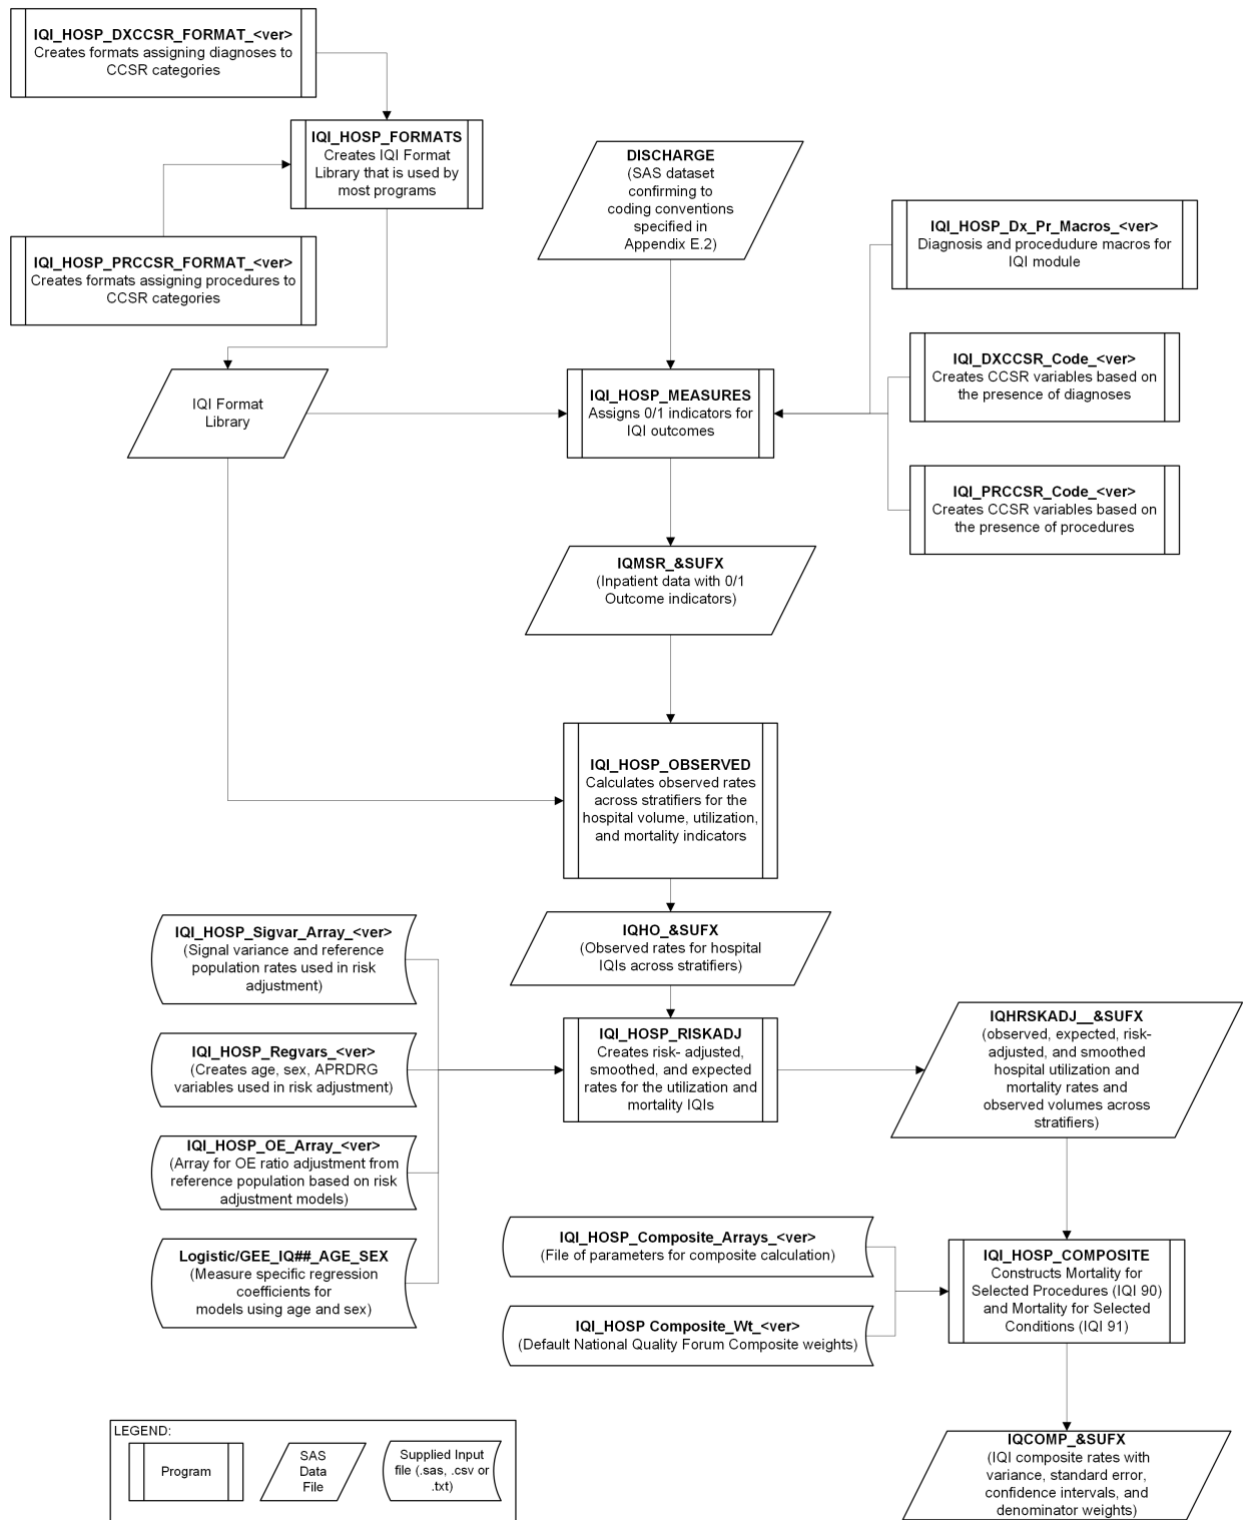 IQI_HOSP_DXCCSR_FORMAT_<ver>
Creates formats assigning diagnoses to
CCSR categories
IQI_HOSP_FORMATS
Creates IQI Format
Library that is used by
most programs
IQI_HOSP_PRCCSR_FORMAT_<ver>
Creates formats assigning procedures to
CCSR categories
DISCHARGE
(SAS dataset
confirming to
coding conventions
specified in
Appendix E.2)
IQI_HOSP_Dx_Pr_Macros_<ver>
Diagnosis and procedudure macros for
IQI module
IQI_DXCCSR_Code_<ver>
Creates CCSR variables based on
the presence of diagnoses
IQI_PRCCSR_Code_<ver>
Creates CCSR variables based on
the presence of procedures
IQI Format
Library
IQI_HOSP_MEASURES
Assigns 0/1 indicators for
IQI outcomes
IQMSR_&SUFX
(Inpatient data with 0/1
Outcome indicators)
IQI_HOSP_OBSERVED
Calculates observed rates
across stratifiers for the
hospital volume, utilization,
and mortality indicators
IQHO_&SUFX
(Observed rates for hospital
IQIs across stratifiers)
IQI_HOSP_Sigvar_Array_<ver>
(Signal variance and reference
population rates used in risk
adjustment)
IQI_HOSP_Regvars_<ver>
(Creates age, sex, APRDRG
variables used in risk adjustment)
IQI_HOSP_OE_Array_<ver>
(Array for OE ratio adjustment from
reference population based on risk
adjustment models)
Logistic/GEE_IQ##_AGE_SEX
(Measure specific regression
coefficients for
models using age and sex)
IQI_HOSP_RISKADJ
Creates risk- adjusted,
smoothed, and expected
rates for the utilization and
mortality IQIs
IQHRSKADJ__&SUFX
(observed, expected, risk-
adjusted, and smoothed
hospital utilization and
mortality rates and
observed volumes across
stratifiers)
IQI_HOSP_Composite_Arrays_<ver>
(File of parameters for composite calculation)
IQI_HOSP Composite_Wt_<ver>
(Default National Quality Forum Composite weights)
IQI_HOSP_COMPOSITE
Constructs Mortality for
Selected Procedures (IQI 90)
and Mortality for Selected
Conditions (IQI 91)
IQCOMP_&SUFX
(IQI composite rates with
variance, standard error,
confidence intervals, and
denominator weights)
LEGEND:
Program
SAS
Data
File
Supplied Input
file (.sas, .csv or
.txt)